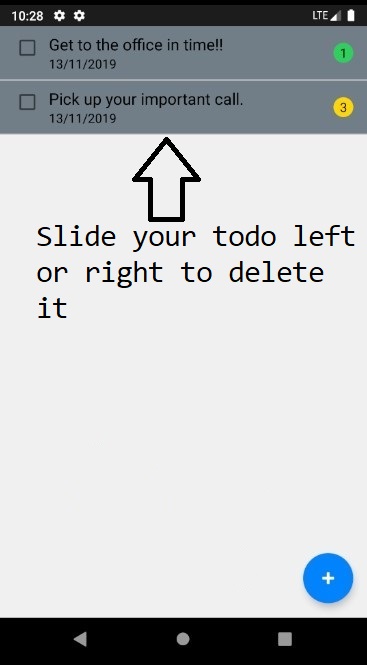 10:28 LTE
Get to the office in time!!
13/11/2019
1
Pick up your important call.
13/11/2019
3
Slide your todo left
or right to delete
it
+